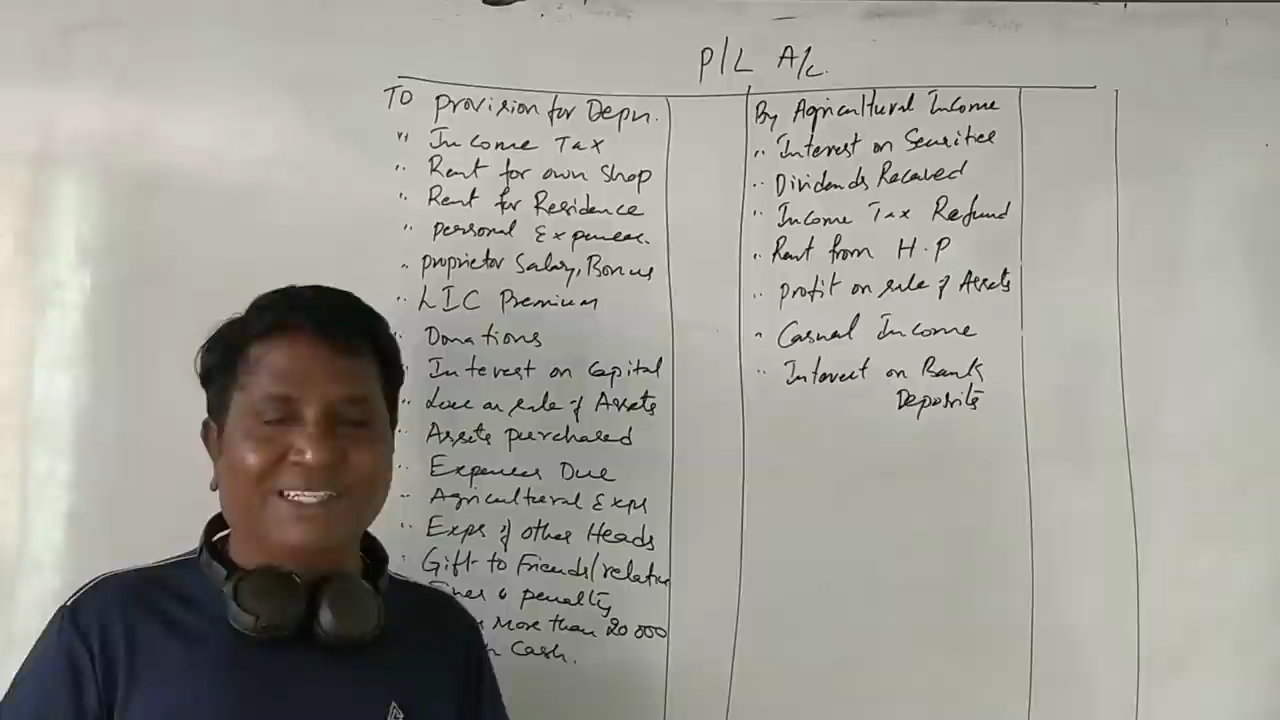 P/L A/c.
To Provision for Depn.
" Income Tax
" Rent for own Shop
" Rent for Residence
" Personal Expenses.
" Proprietor Salary, Bonus
" LIC Premium
" Donations
" Interest on Capital
" Loss on sale of Assets
" Assets purchased
" Expenses Due
" Agricultural Exps
" Exps of other Heads
" Gift to Friends/relative
& penalty
More than 20 000
Cash.
By Agricultural Income
" Interest on Securities
" Dividends Received
" Income Tax Refund
" Rent from H.P
" Profit on sale of Assets
" Casual Income
" Interest on Bank
Deposits